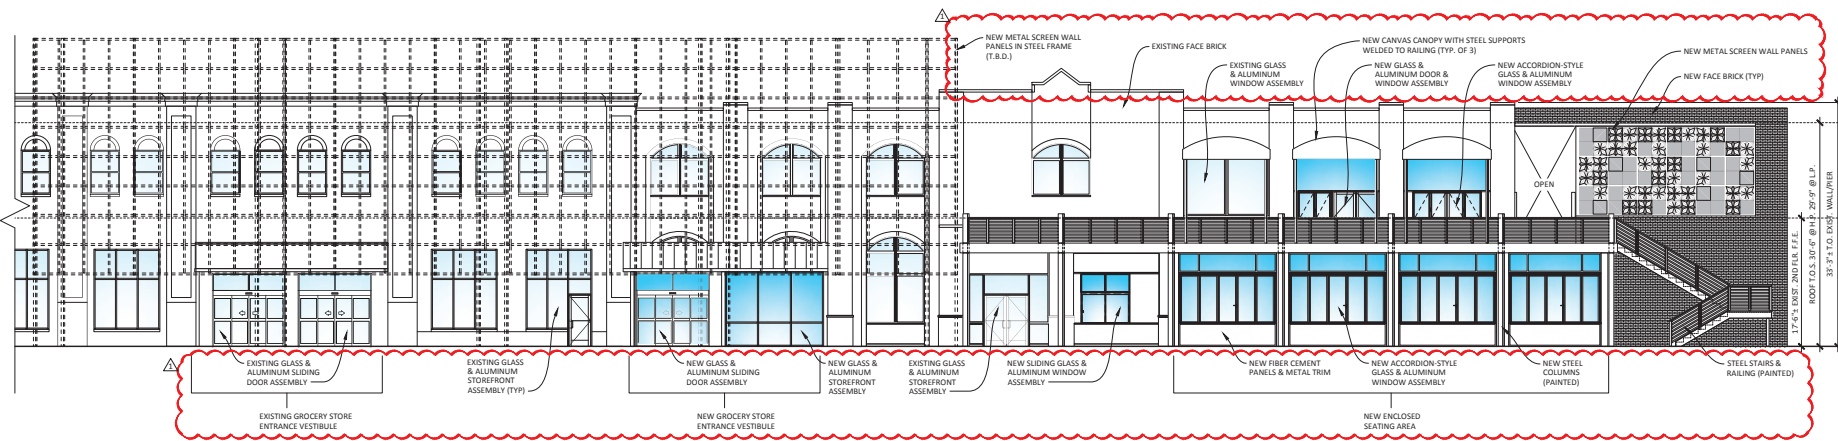 1
NEW METAL SCREEN WALL
PANELS IN STEEL FRAME
(T.B.D.)
EXISTING FACE BRICK
EXISTING GLASS
& ALUMINUM
WINDOW ASSEMBLY
NEW CANVAS CANOPY WITH STEEL SUPPORTS
WELDED TO RAILING (TYP. OF 3)
NEW GLASS &
ALUMINUM DOOR &
WINDOW ASSEMBLY
NEW ACCORDION-STYLE
GLASS & ALUMINUM
WINDOW ASSEMBLY
NEW METAL SCREEN WALL PANELS
NEW FACE BRICK (TYP)
OPEN
17'-6"± EXIST. 2ND FLR. F.F.E.
ROOF T.O.S. 30'-6" @ H.P. 29'-9" @ L.P.
33'-3"± T.O. EXIST. WALL/PIER
1
EXISTING GLASS &
ALUMINUM SLIDING
DOOR ASSEMBLY
EXISTING GLASS
& ALUMINUM
STOREFRONT
ASSEMBLY (TYP)
NEW GLASS &
ALUMINUM SLIDING
DOOR ASSEMBLY
NEW GLASS &
ALUMINUM
STOREFRONT
ASSEMBLY
EXISTING GLASS
& ALUMINUM
STOREFRONT
ASSEMBLY
NEW SLIDING GLASS &
ALUMINUM WINDOW
ASSEMBLY
NEW FIBER CEMENT
PANELS & METAL TRIM
NEW ACCORDION-STYLE
GLASS & ALUMINUM
WINDOW ASSEMBLY
NEW STEEL
COLUMNS
(PAINTED)
STEEL STAIRS &
RAILING (PAINTED)
EXISTING GROCERY STORE
ENTRANCE VESTIBULE
NEW GROCERY STORE
ENTRANCE VESTIBULE
NEW ENCLOSED
SEATING AREA